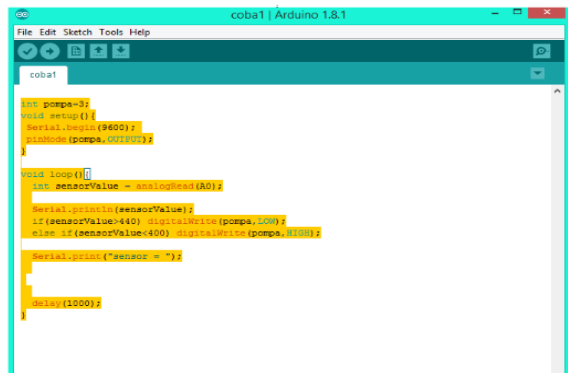 coba1 | Arduino 1.8.1
File Edit Sketch Tools Help
coba1
int pompa=3;
void setup(){
Serial.begin(9600);
pinMode(pompa,OUTPUT);
}
void loop(){
int sensorValue = analogRead(A0);
Serial.println(sensorValue);
if(sensorValue>440) digitalWrite(pompa,LOW);
else if(sensorValue<400) digitalWrite(pompa,HIGH);
Serial.print("sensor = ");
delay(1000);
}